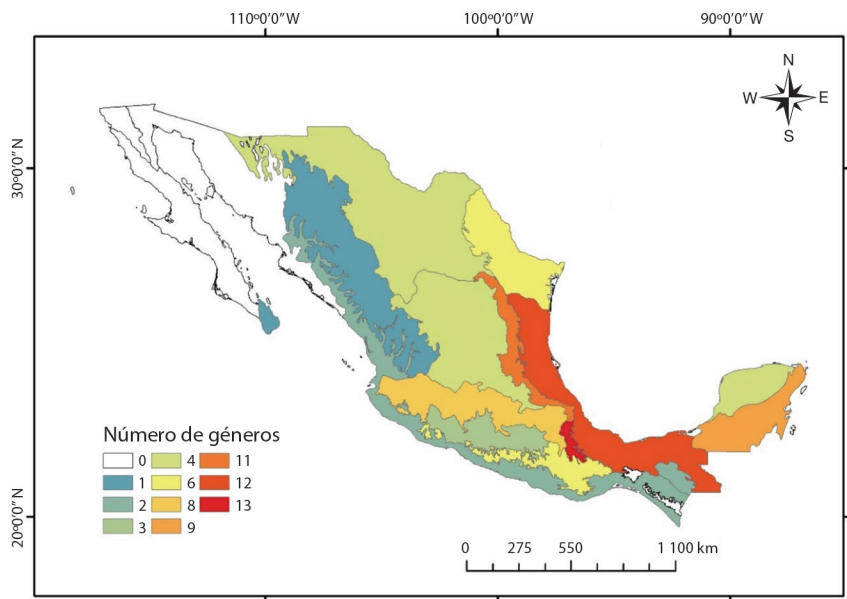 110º0'0"W 100º0'0"W 90º0'0"W
N
W E
S
30º0'0"N
20º0'0"N
Número de géneros
0 4 11
1 6 12
2 8 13
3 9
0 275 550 1 100 km